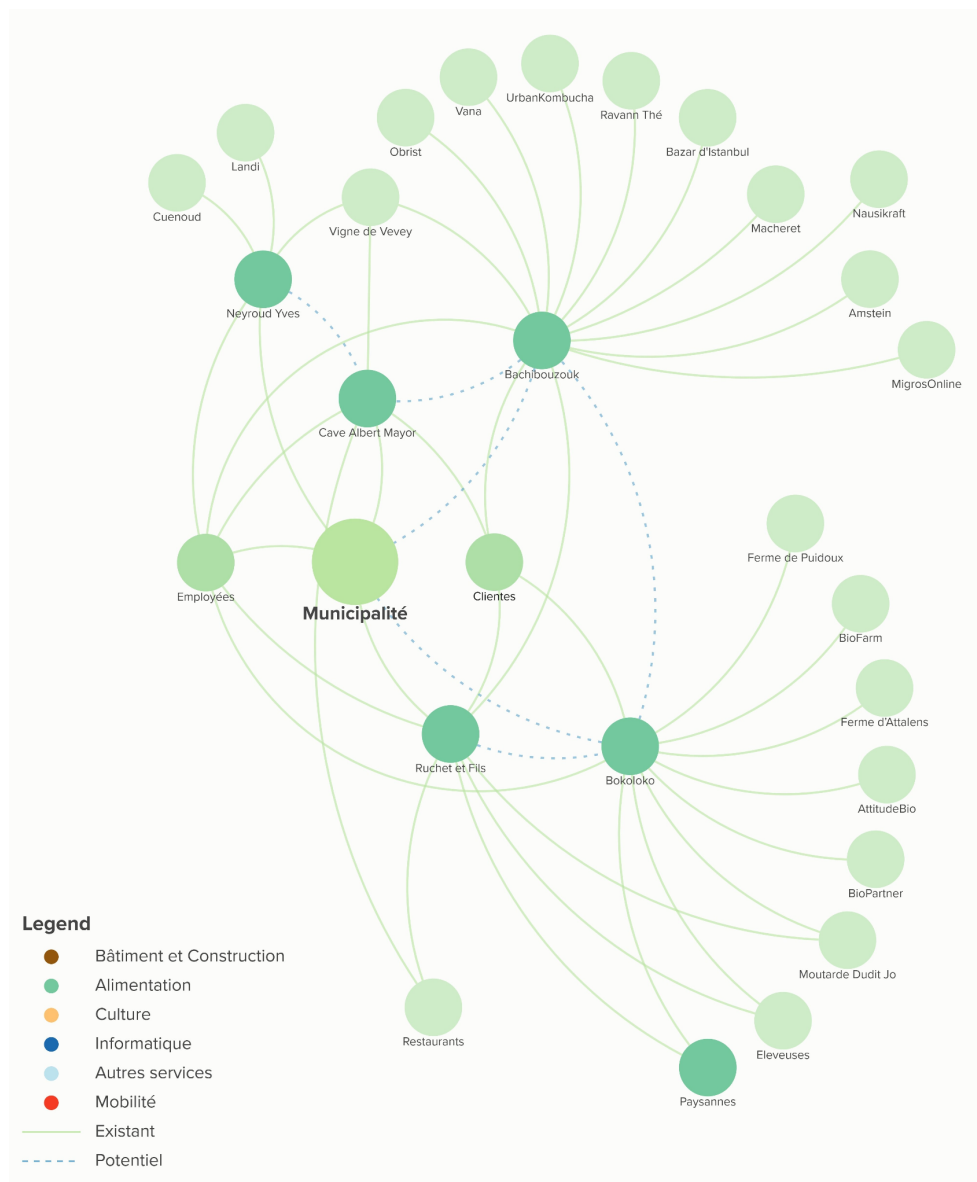 UrbanKombucha
Vana
Ravann Thé
Obrist
Bazar d'Istanbul
Landi
Cuenoud
Vigne de Vevey
Macheret
Nausikraft
Neyroud Yves
Amstein
Bachibouzouk
MigrosOnline
Cave Albert Mayor
Ferme de Puidoux
Employées
Municipalité
Clientes
BioFarm
Ferme d'Attalens
Ruchet et Fils
Bokoloko
AttitudeBio
BioPartner
Moutarde Dudit Jo
Restaurants
Eleveuses
Paysannes
Legend
Bâtiment et Construction
Alimentation
Culture
Informatique
Autres services
Mobilité
Existant
Potentiel